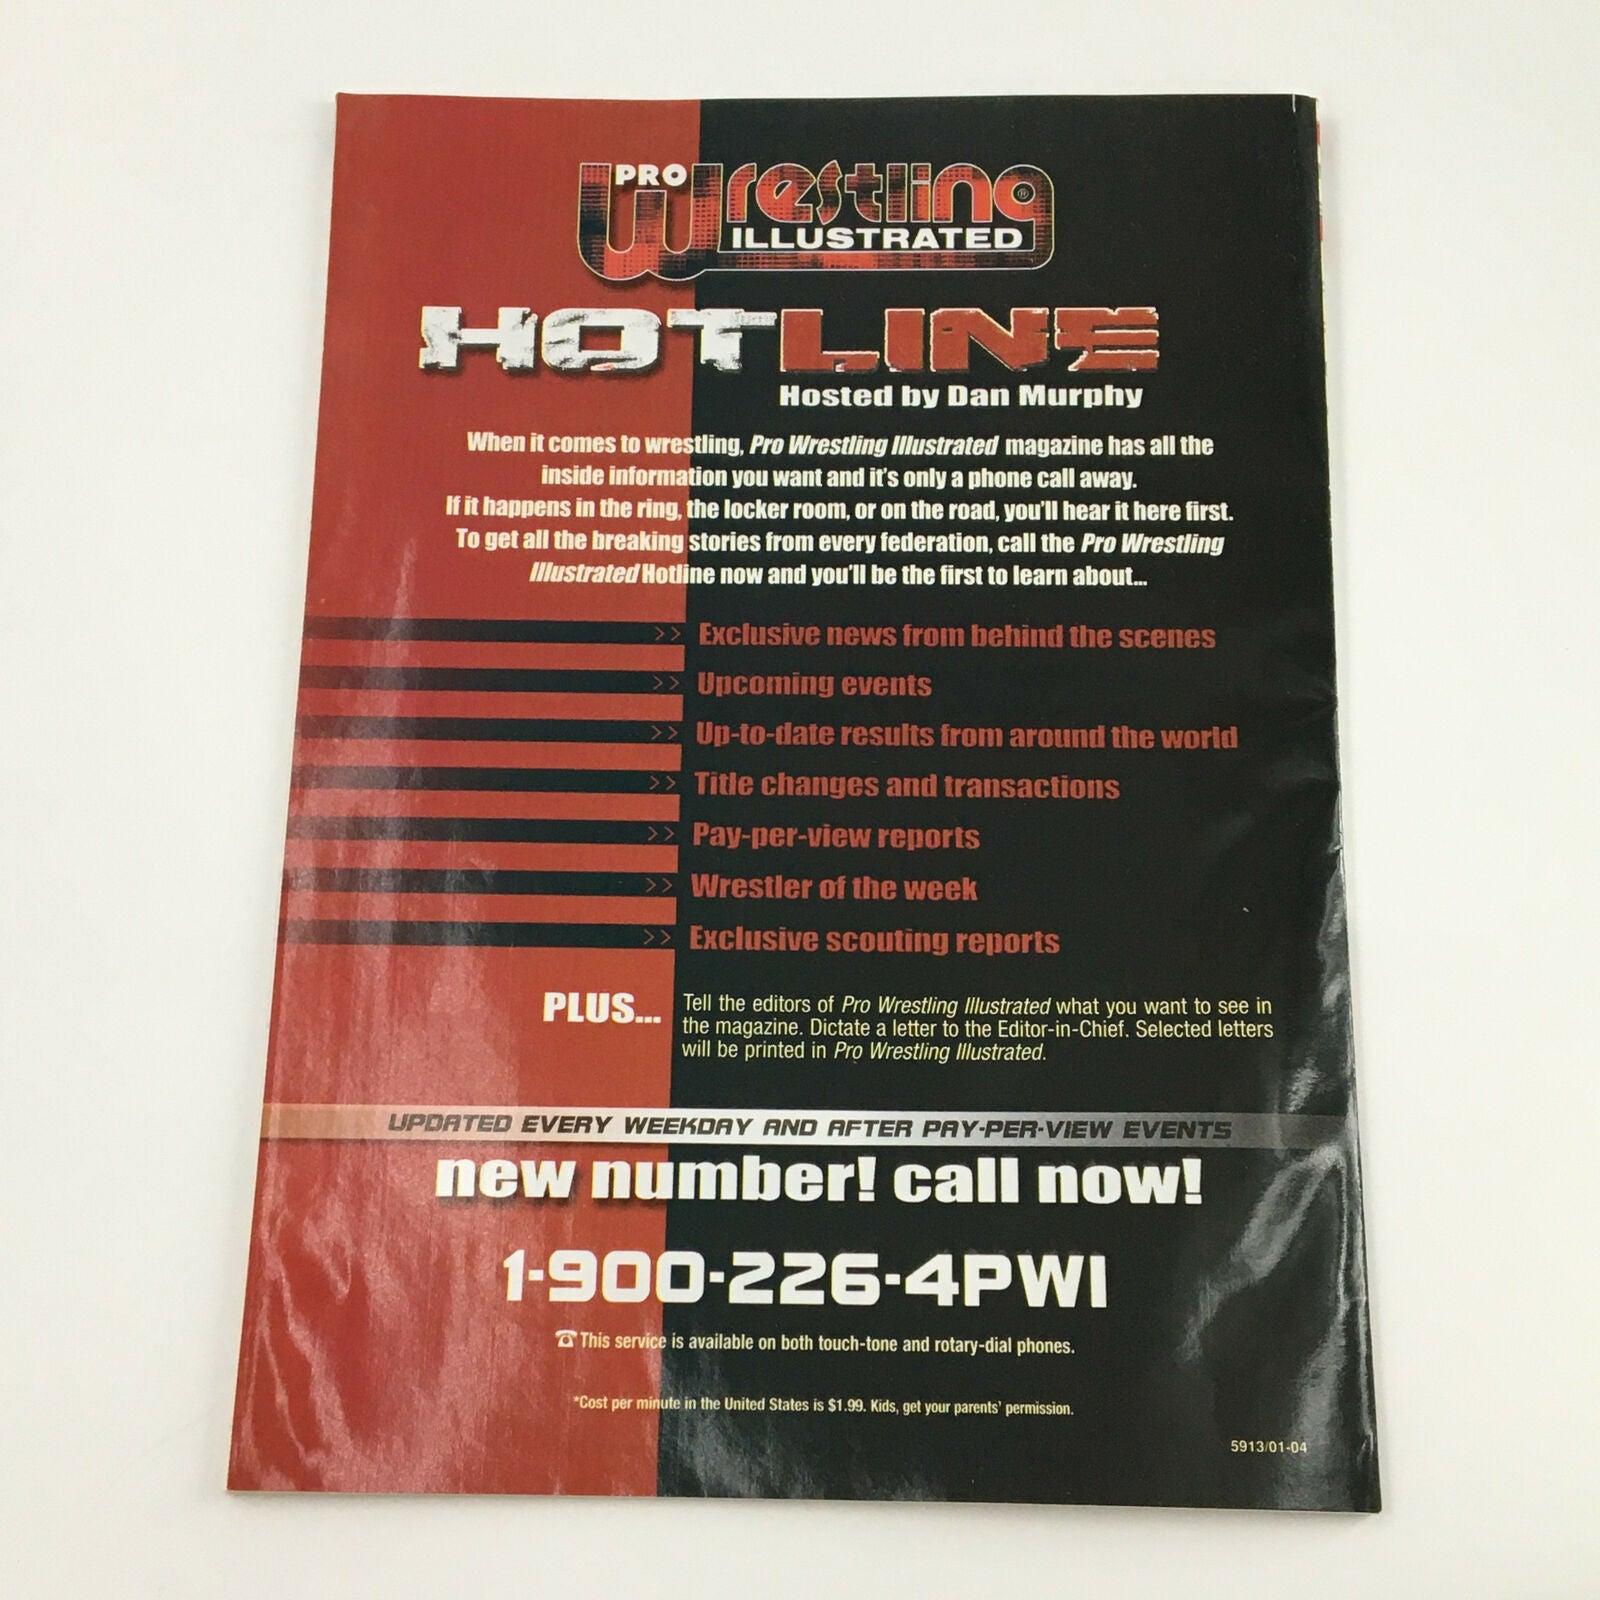 PRO Wrestling®
ILLUSTRATED
HOTLINE
Hosted by Dan Murphy
When it comes to wrestling, Pro Wrestling Illustrated magazine has all the
inside information you want and it's only a phone call away.
If it happens in the ring, the locker room, or on the road, you'll hear it here first.
To get all the breaking stories from every federation, call the Pro Wrestling
Illustrated Hotline now and you'll be the first to learn about...
>> Exclusive news from behind the scenes
>> Upcoming events
>> Up-to-date results from around the world
>> Title changes and transactions
>> Pay-per-view reports
>> Wrestler of the week
>> Exclusive scouting reports
PLUS... Tell the editors of Pro Wrestling Illustrated what you want to see in
the magazine. Dictate a letter to the Editor-in-Chief. Selected letters
will be printed in Pro Wrestling Illustrated.
UPDATED EVERY WEEKDAY AND AFTER PAY-PER-VIEW EVENTS
new number! call now!
1-900-226-4PWI
☎ This service is available on both touch-tone and rotary-dial phones.
*Cost per minute in the United States is $1.99. Kids, get your parents' permission.
5913/01-04